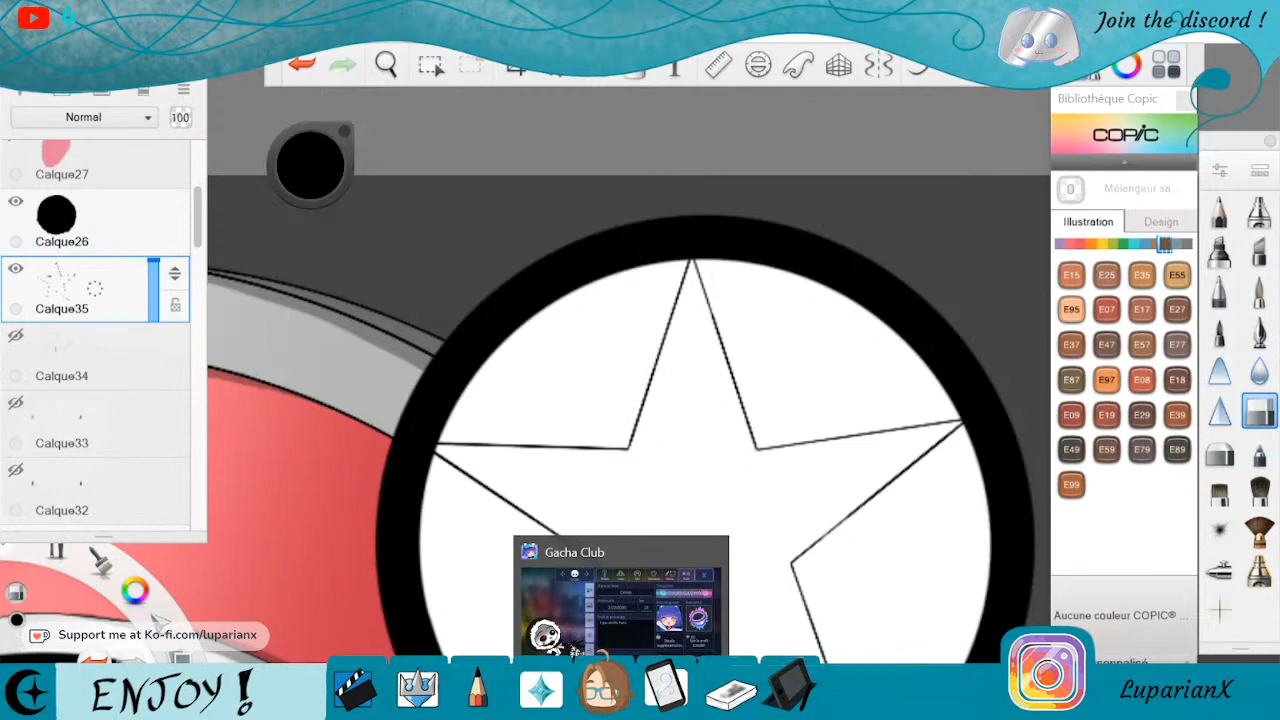 Join the discord !
Normal
100
Bibliothèque Copic
COPIC
0
Mélangeur sa...
Illustration
Design
Calque27
Calque26
Calque35
Calque34
Calque33
Calque32
E15 E25 E35 E55
E95 E07 E17 E27
E37 E47 E57 E77
E87 E97 E08 E18
E09 E19 E29 E39
E49 E59 E79 E89
E99
Gacha Club
Aucune couleur COPIC® ...
Support me at Ko-fi.com/luparianx
ENJOY !
LuparianX